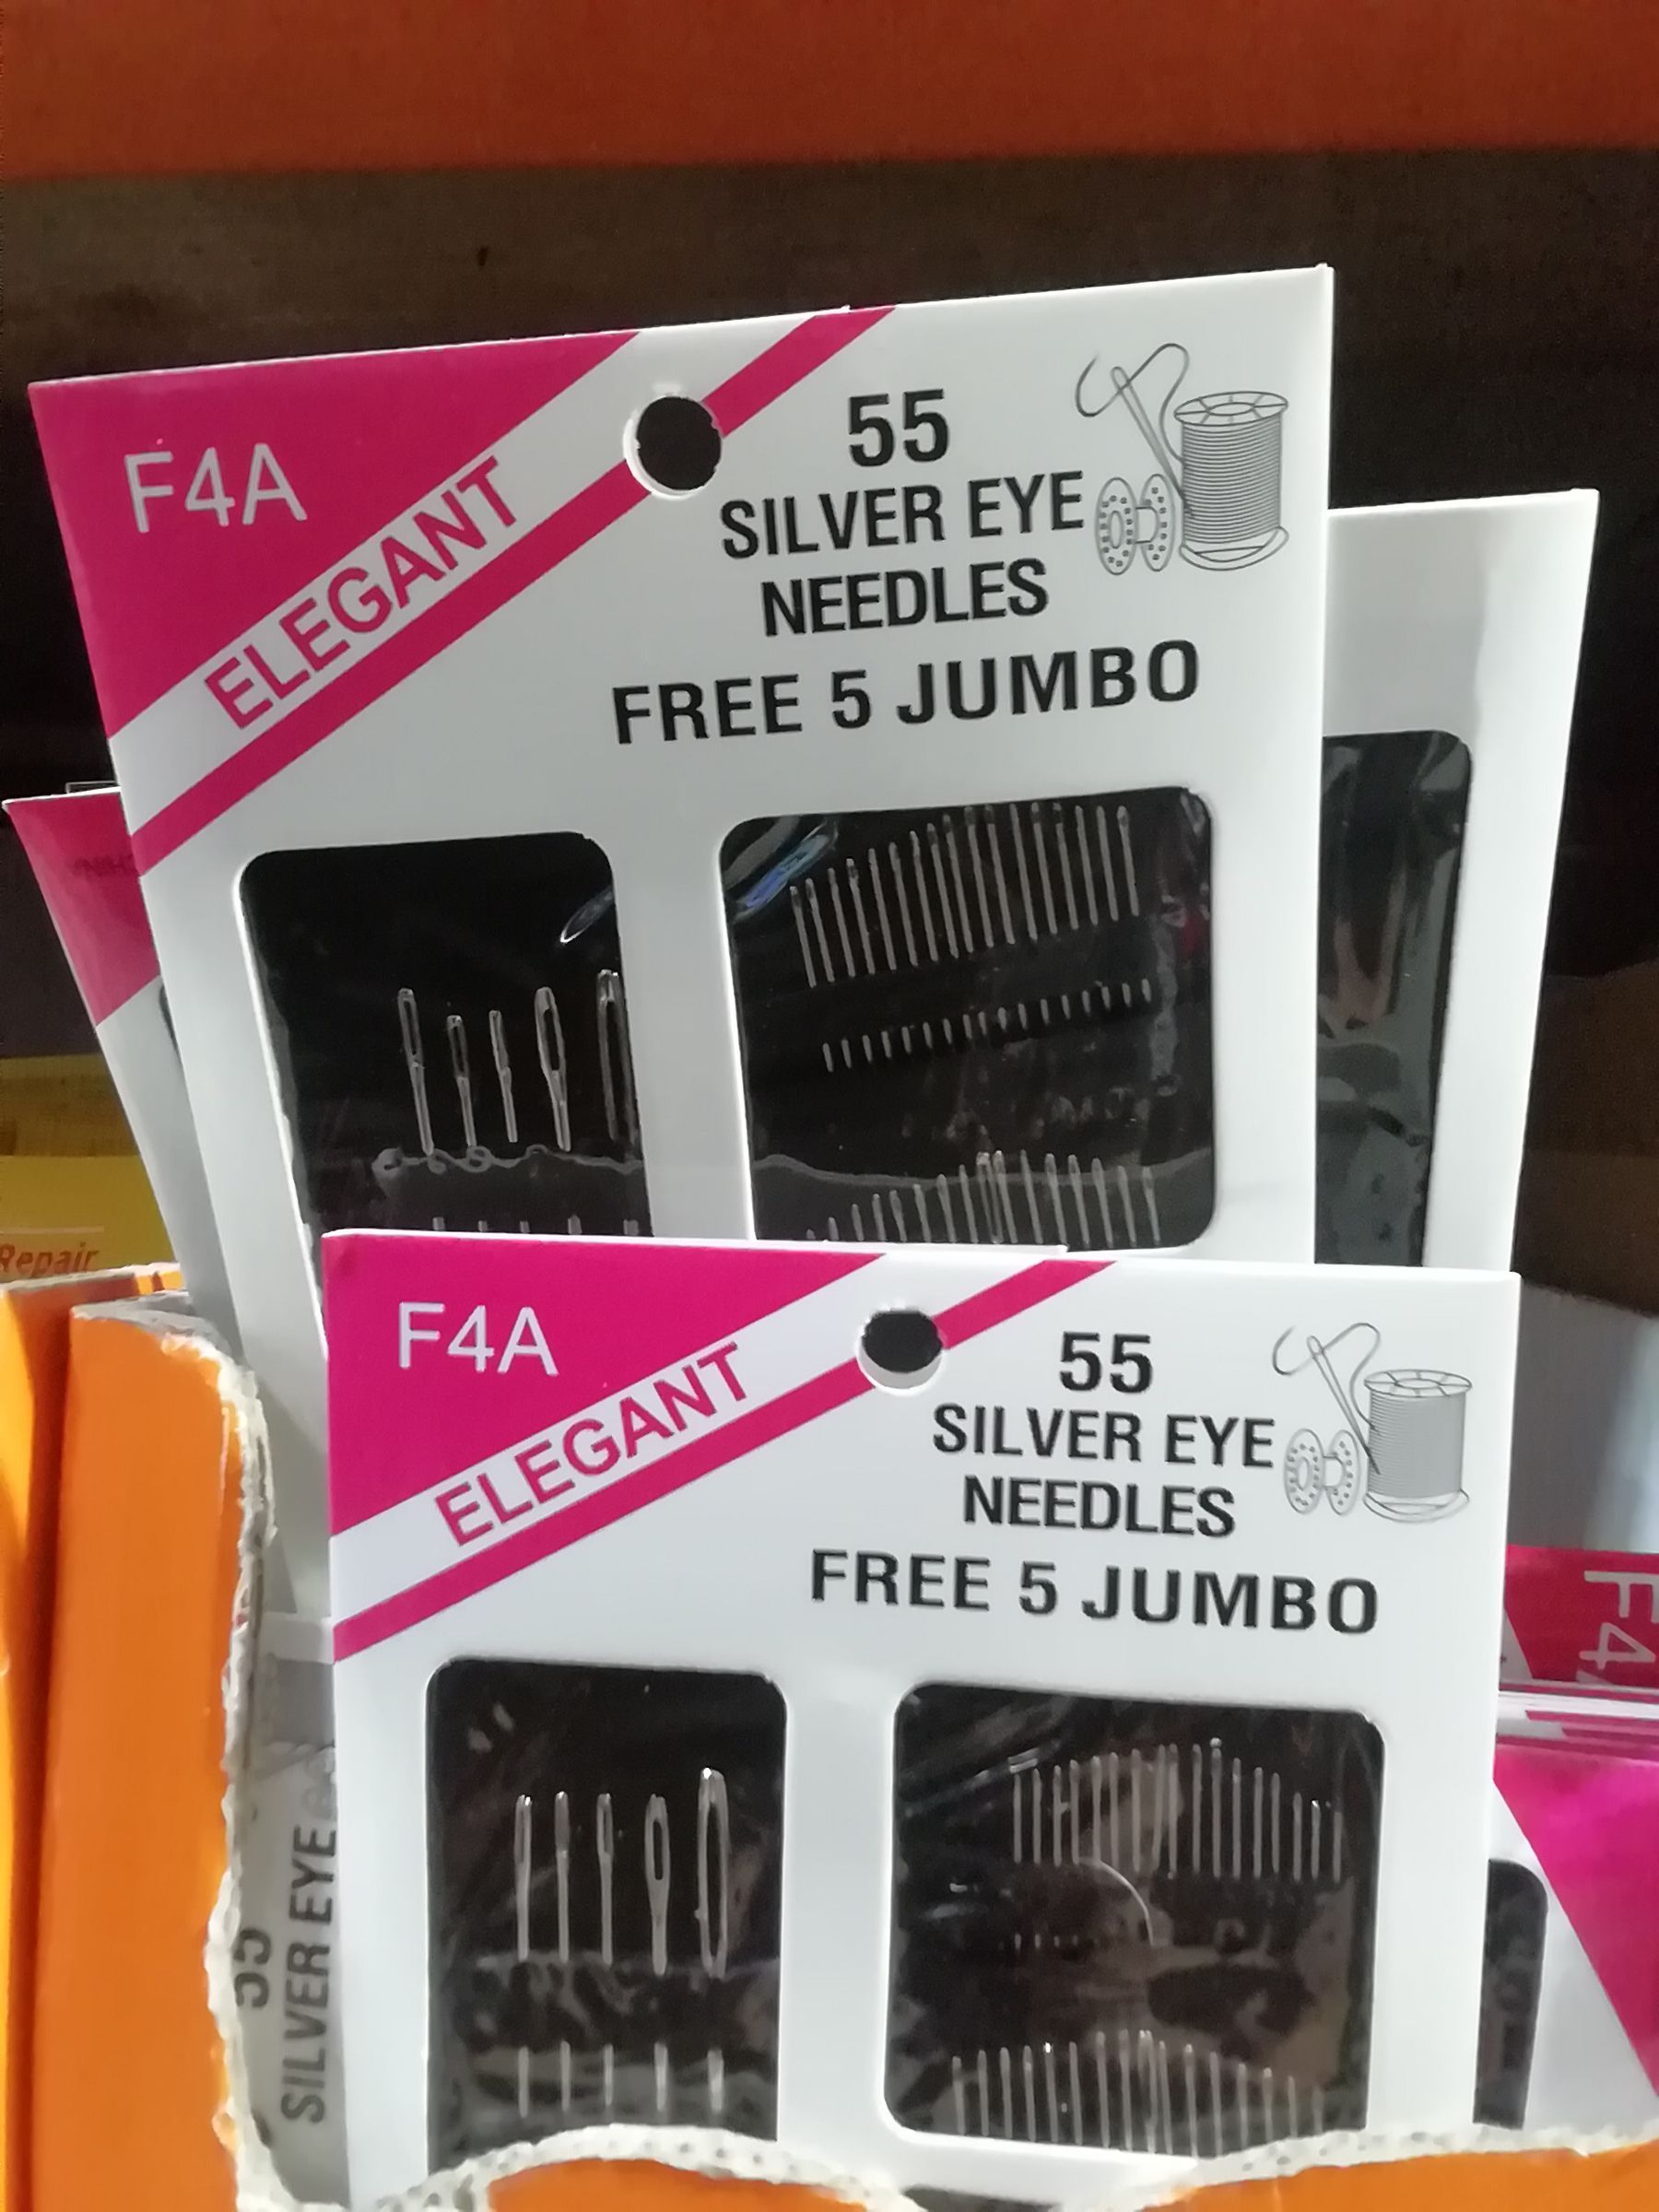 F4A
ELEGANT
55
SILVER EYE
NEEDLES
FREE 5 JUMBO
Repair
F4A
ELEGANT
55
SILVER EYE
NEEDLES
FREE 5 JUMBO
55
SILVER EYE